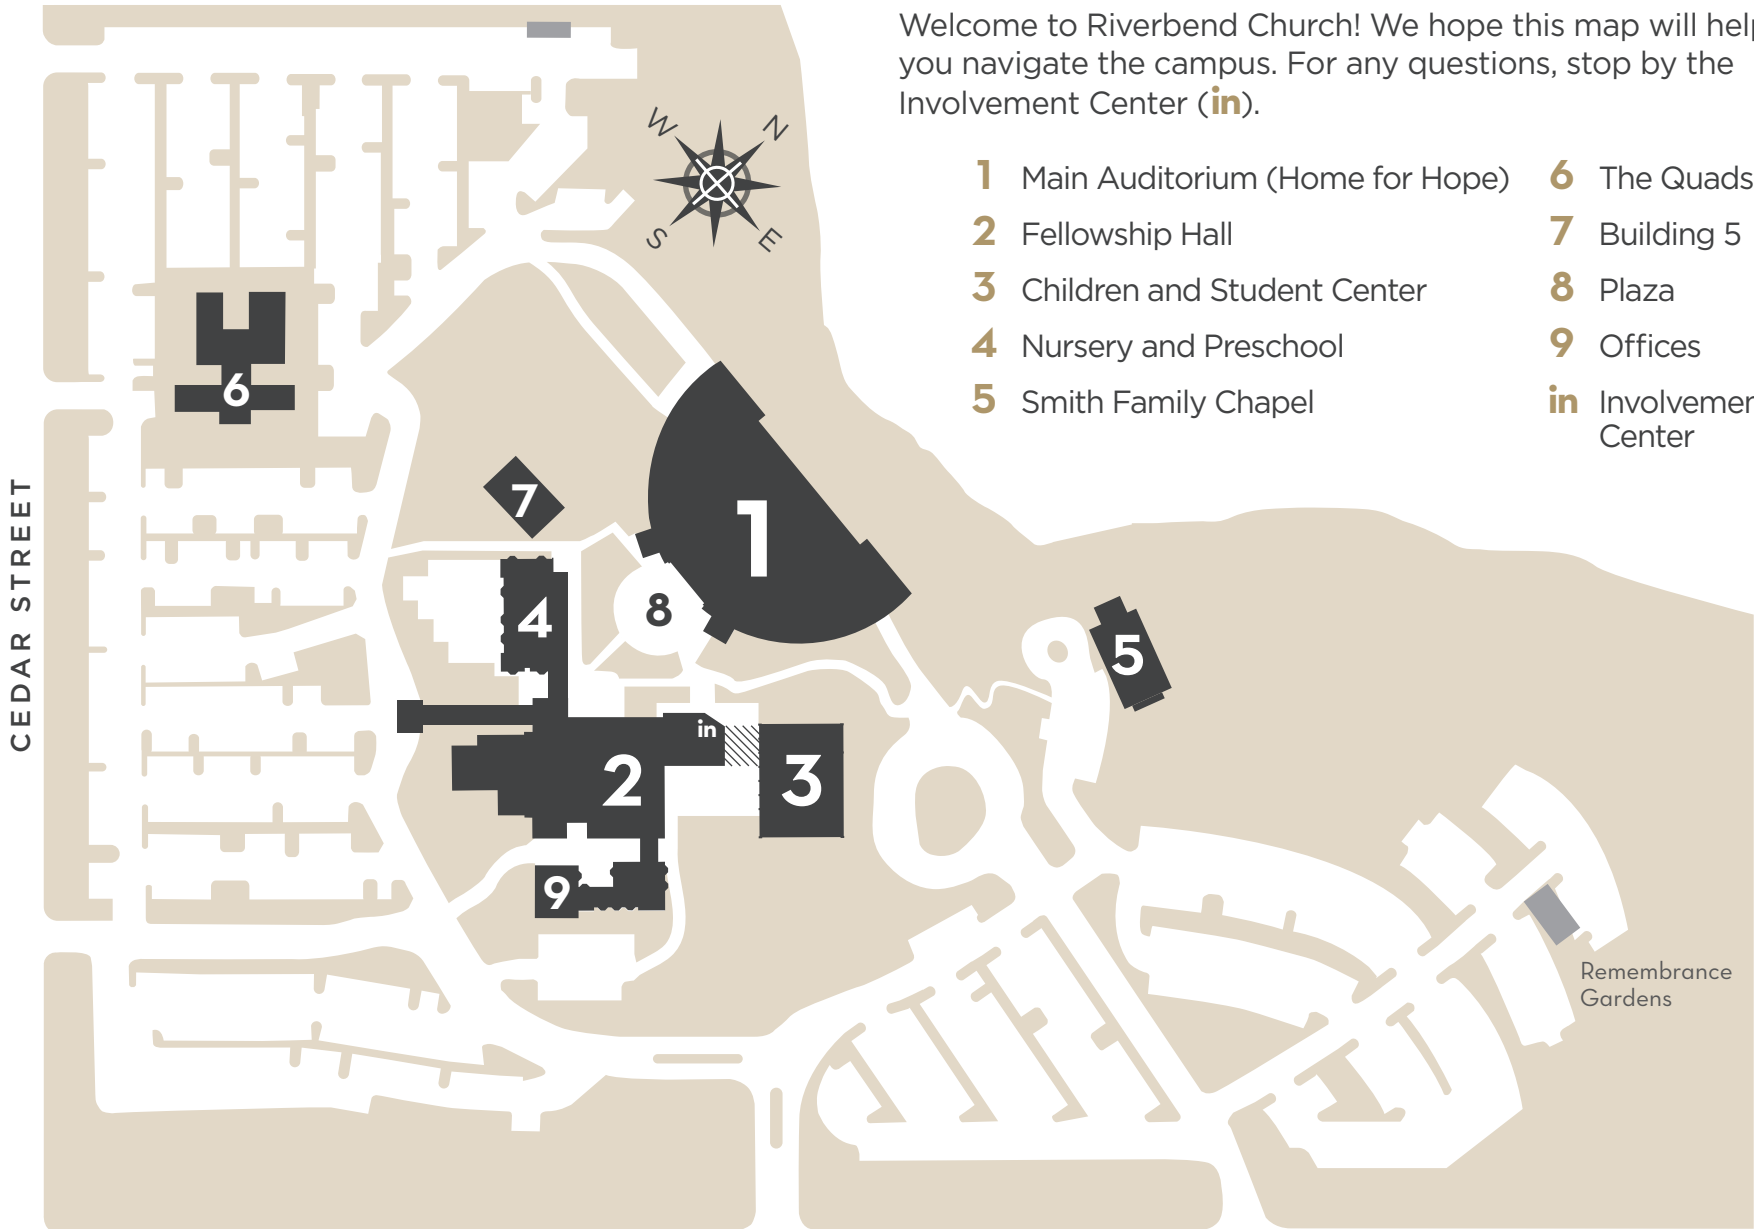 Welcome to Riverbend Church! We hope this map will help
you navigate the campus. For any questions, stop by the
Involvement Center (in).
1 Main Auditorium (Home for Hope)
2 Fellowship Hall
3 Children and Student Center
4 Nursery and Preschool
5 Smith Family Chapel
6 The Quads
7 Building 5
8 Plaza
9 Offices
in Involvemen
Center
W
N
S
E
6
7
1
4
8
5
in
2
3
9
CEDAR STREET
Remembrance
Gardens